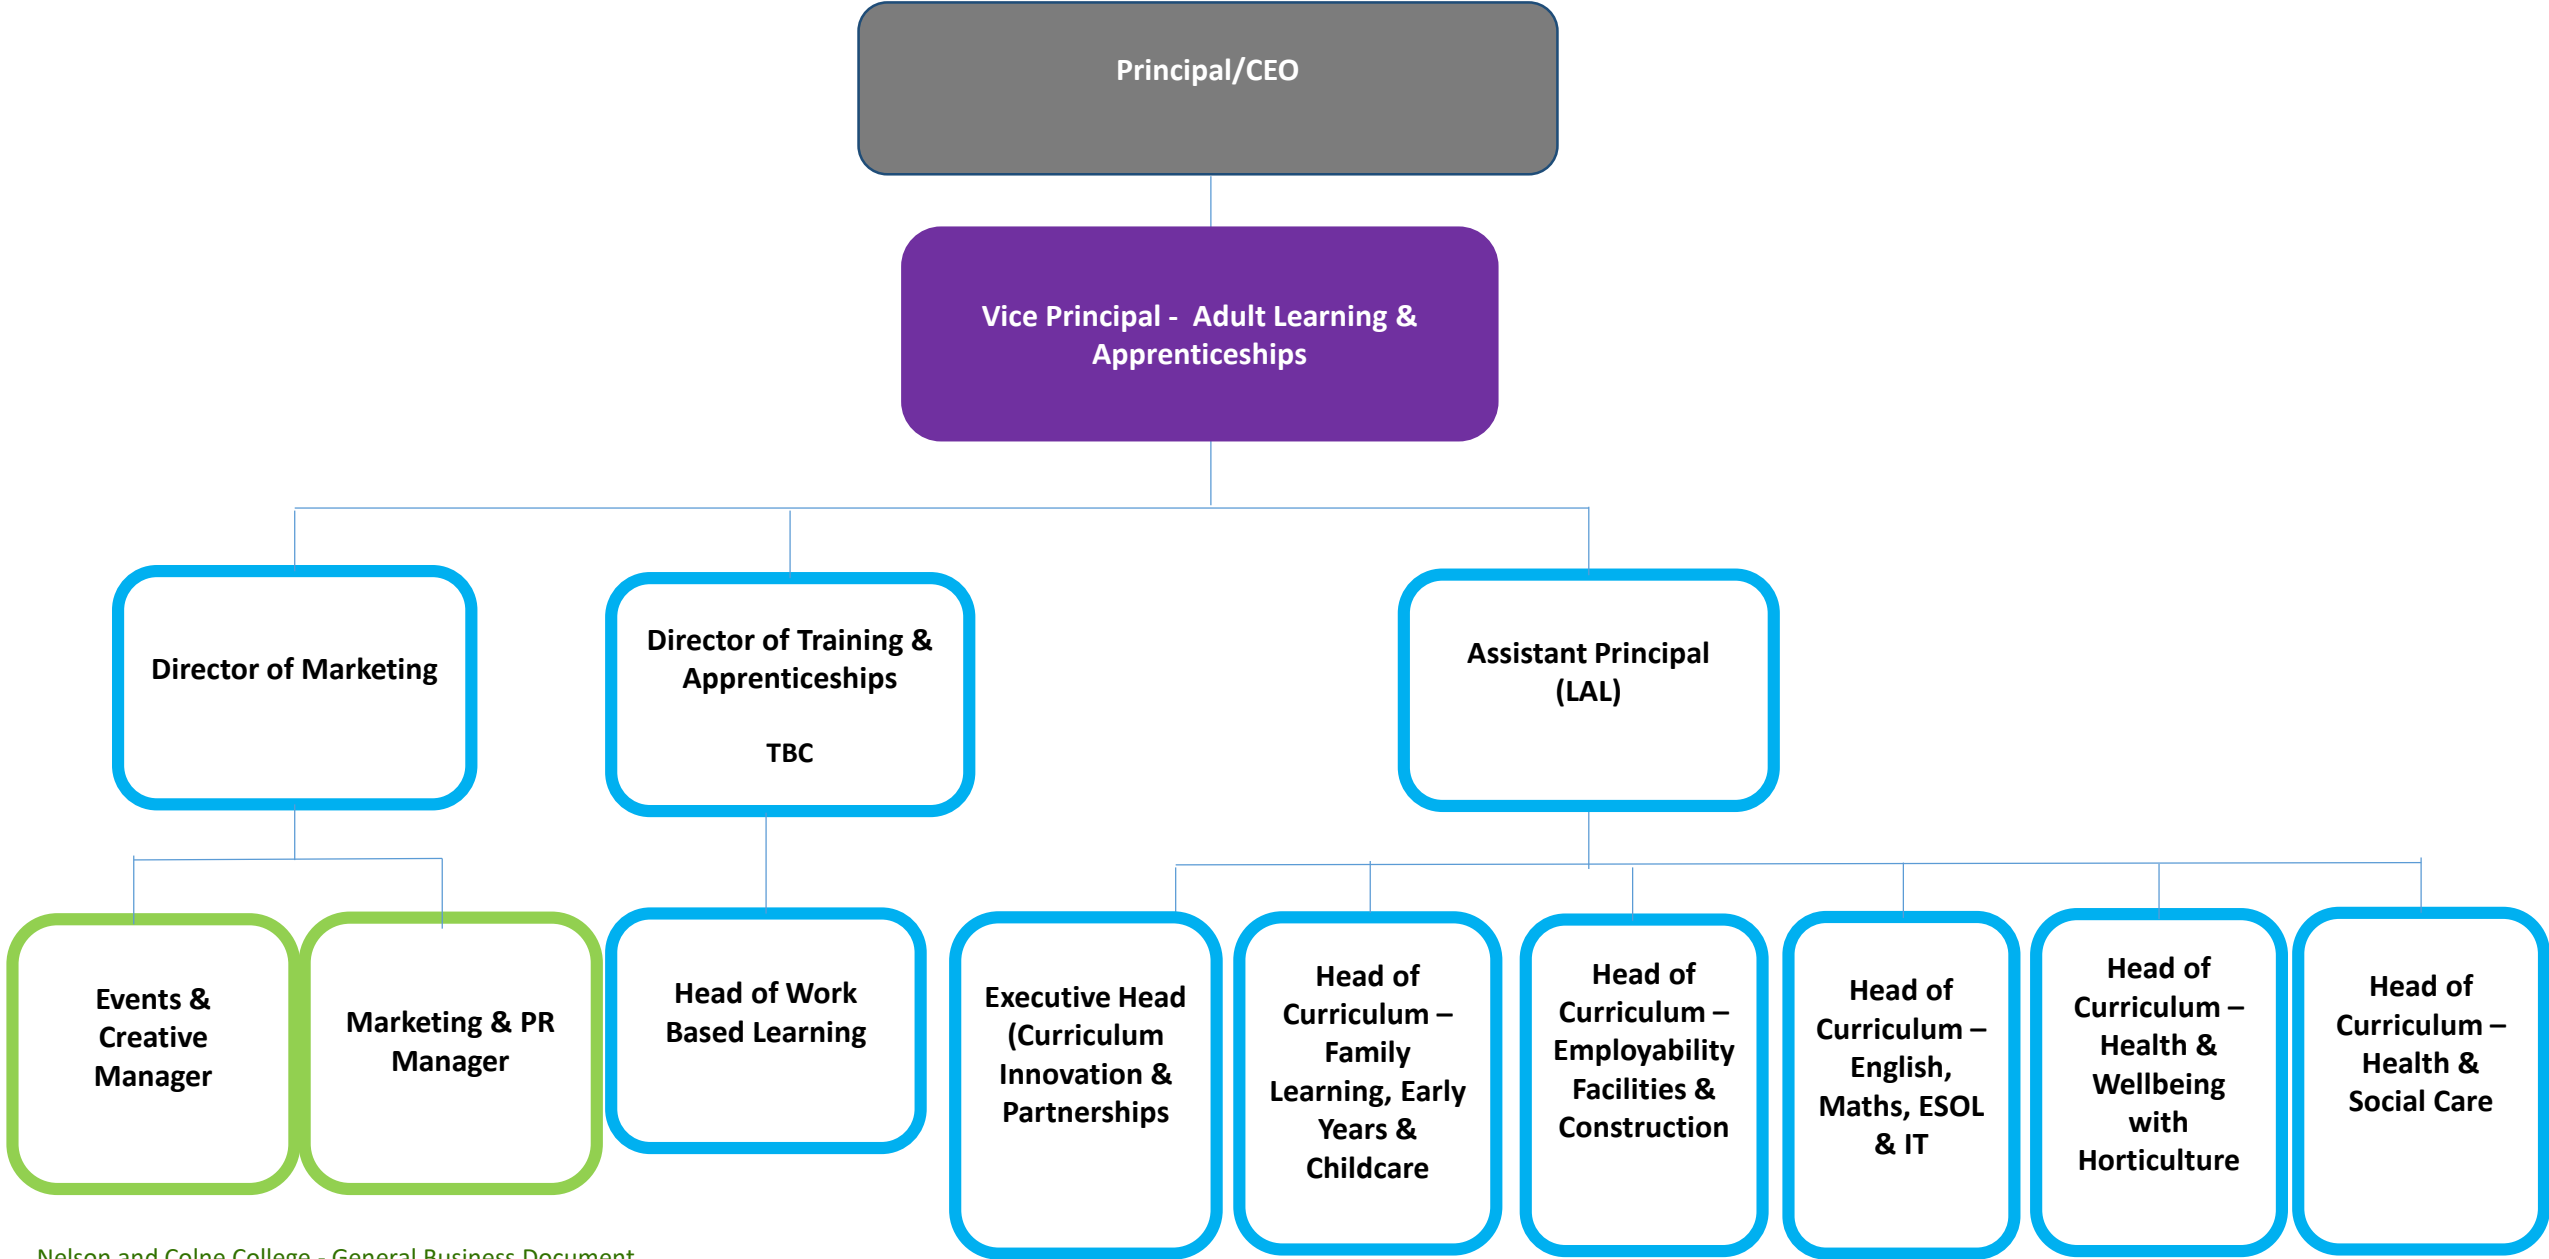 Principal/CEO
Vice Principal -  Adult Learning &
Apprenticeships
Director of Marketing
Director of Training &
Apprenticeships
TBC
Assistant Principal
(LAL)
Events &
Creative
Manager
Marketing & PR
Manager
Head of Work
Based Learning
Executive Head
(Curriculum
Innovation &
Partnerships
Head of
Curriculum –
Family
Learning, Early
Years &
Childcare
Head of
Curriculum –
Employability
Facilities &
Construction
Head of
Curriculum –
English,
Maths, ESOL
& IT
Head of
Curriculum –
Health &
Wellbeing
with
Horticulture
Head of
Curriculum –
Health &
Social Care
Nelson and Colne College - General Business Document